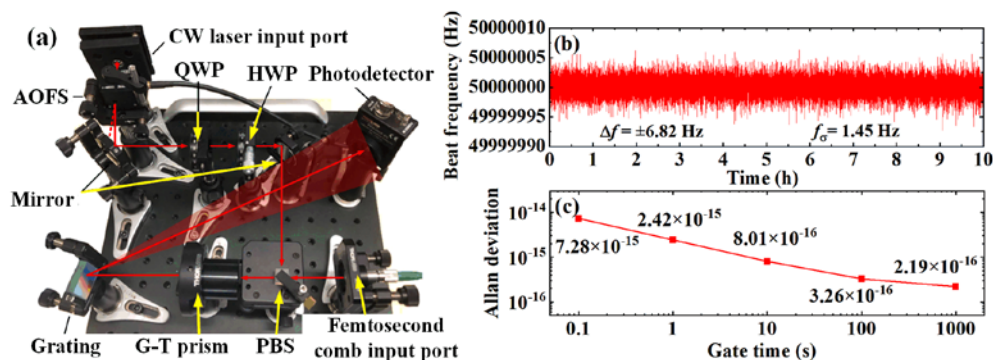 (a)
CW laser input port
QWP
HWP
Photodetector
AOFS
Mirror
Grating
G-T prism
PBS
Femtosecond
comb input port
(b)
Beat frequency (Hz)
50000010
50000005
50000000
49999995
49999990
Δf = ±6.82 Hz
fσ = 1.45 Hz
0 1 2 3 4 5 6 7 8 9 10
Time (h)
(c)
Allan deviation
10⁻¹⁴
10⁻¹⁵
10⁻¹⁶
7.28×10⁻¹⁵
2.42×10⁻¹⁵
8.01×10⁻¹⁶
3.26×10⁻¹⁶
2.19×10⁻¹⁶
0.1 1 10 100 1000
Gate time (s)